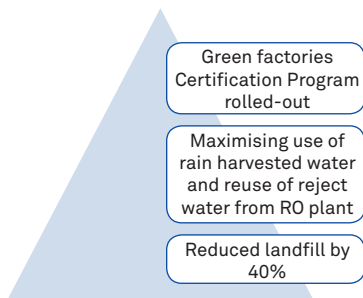 Green factories
Certification Program
rolled-out
Maximising use of
rain harvested water
and reuse of reject
water from RO plant
Reduced landfill by
40%